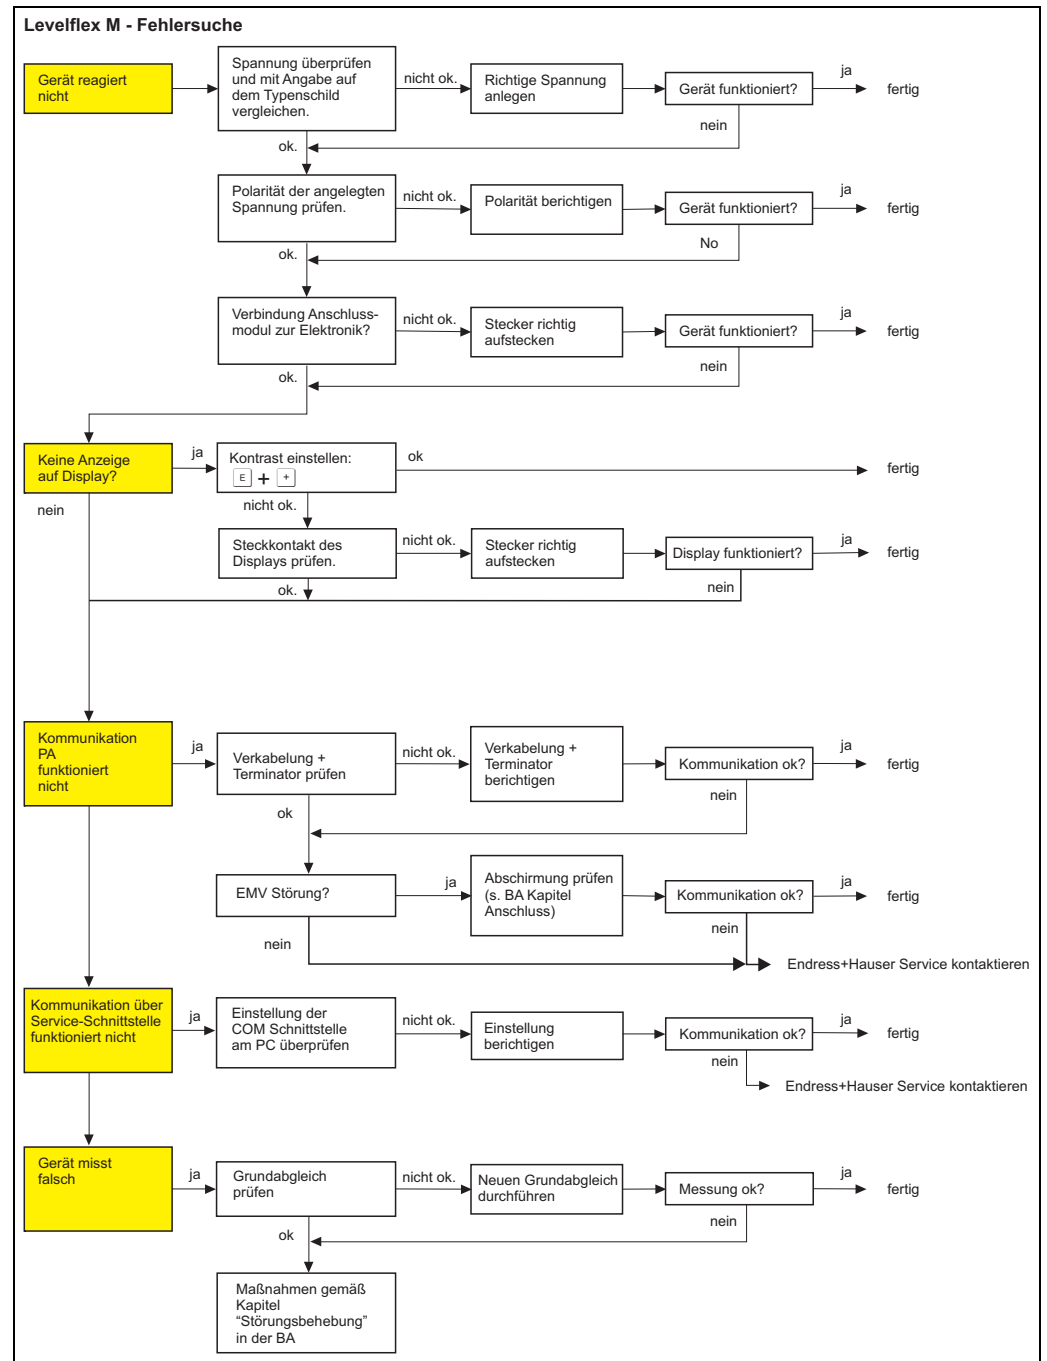 Levelflex M - Fehlersuche
Gerät reagiert
nicht
Spannung überprüfen
und mit Angabe auf
dem Typenschild
vergleichen.
nicht ok.
Richtige Spannung
anlegen
Gerät funktioniert?
ja
fertig
nein
ok.
Polarität der angelegten
Spannung prüfen.
nicht ok.
Polarität berichtigen
Gerät funktioniert?
ja
fertig
No
ok.
Verbindung Anschluss-
modul zur Elektronik?
nicht ok.
Stecker richtig
aufstecken
Gerät funktioniert?
ja
fertig
nein
ok.
Keine Anzeige
auf Display?
ja
Kontrast einstellen:
E + +
ok
fertig
nein
nicht ok.
Steckkontakt des
Displays prüfen.
nicht ok.
Stecker richtig
aufstecken
Display funktioniert?
ja
fertig
nein
ok.
Kommunikation
PA
funktioniert
nicht
ja
Verkabelung +
Terminator prüfen
nicht ok.
Verkabelung +
Terminator
berichtigen
Kommunikation ok?
ja
fertig
nein
ok
EMV Störung?
ja
Abschirmung prüfen
(s. BA Kapitel
Anschluss)
Kommunikation ok?
ja
fertig
nein
nein
Endress+Hauser Service kontaktieren
Kommunikation über
Service-Schnittstelle
funktioniert nicht
ja
Einstellung der
COM Schnittstelle
am PC überprüfen
nicht ok.
Einstellung
berichtigen
Kommunikation ok?
ja
fertig
nein
Endress+Hauser Service kontaktieren
Gerät misst
falsch
ja
Grundabgleich
prüfen
nicht ok.
Neuen Grundabgleich
durchführen
Messung ok?
ja
fertig
nein
ok
Maßnahmen gemäß
Kapitel
“Störungsbehebung”
in der BA